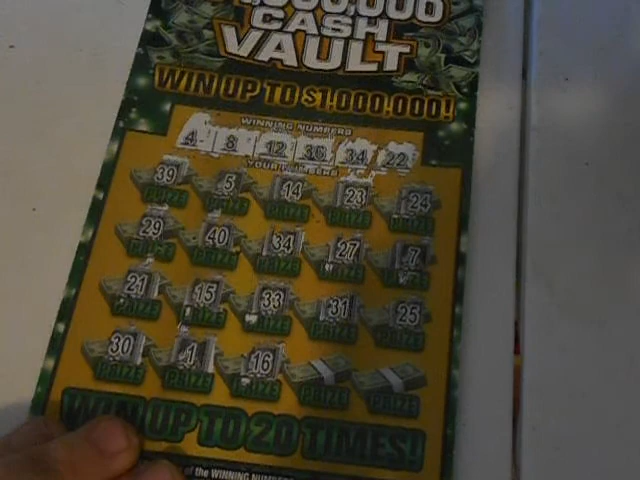 CASH
VAULT
WIN UP TO $1,000,000!
WINNING NUMBERS
4 8 12 36 34 22
39 5 14 23 24
PRIZE PRIZE PRIZE PRIZE PRIZE
29 40 34 27 7
PRIZE PRIZE PRIZE PRIZE PRIZE
21 15 33 31 25
PRIZE PRIZE PRIZE PRIZE PRIZE
30 1 16
PRIZE PRIZE PRIZE PRIZE PRIZE
WIN UP TO 20 TIMES!
of the WINNING NUMBERS